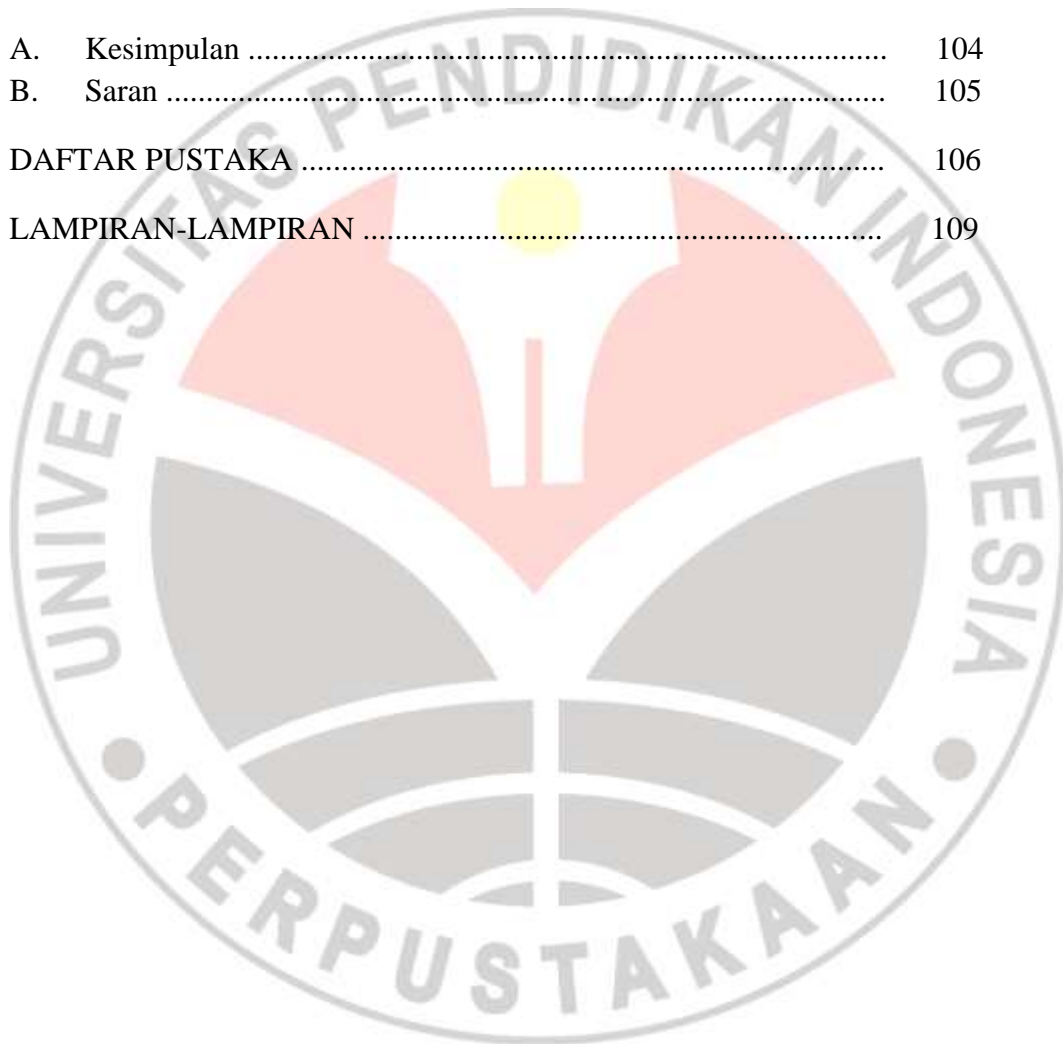 A. Kesimpulan ................................................................................ 104
B. Saran .......................................................................................... 105
DAFTAR PUSTAKA ......................................................................... 106
LAMPIRAN-LAMPIRAN ................................................................. 109
UNIVERSITAS PENDIDIKAN INDONESIA
PERPUSTAKAAN